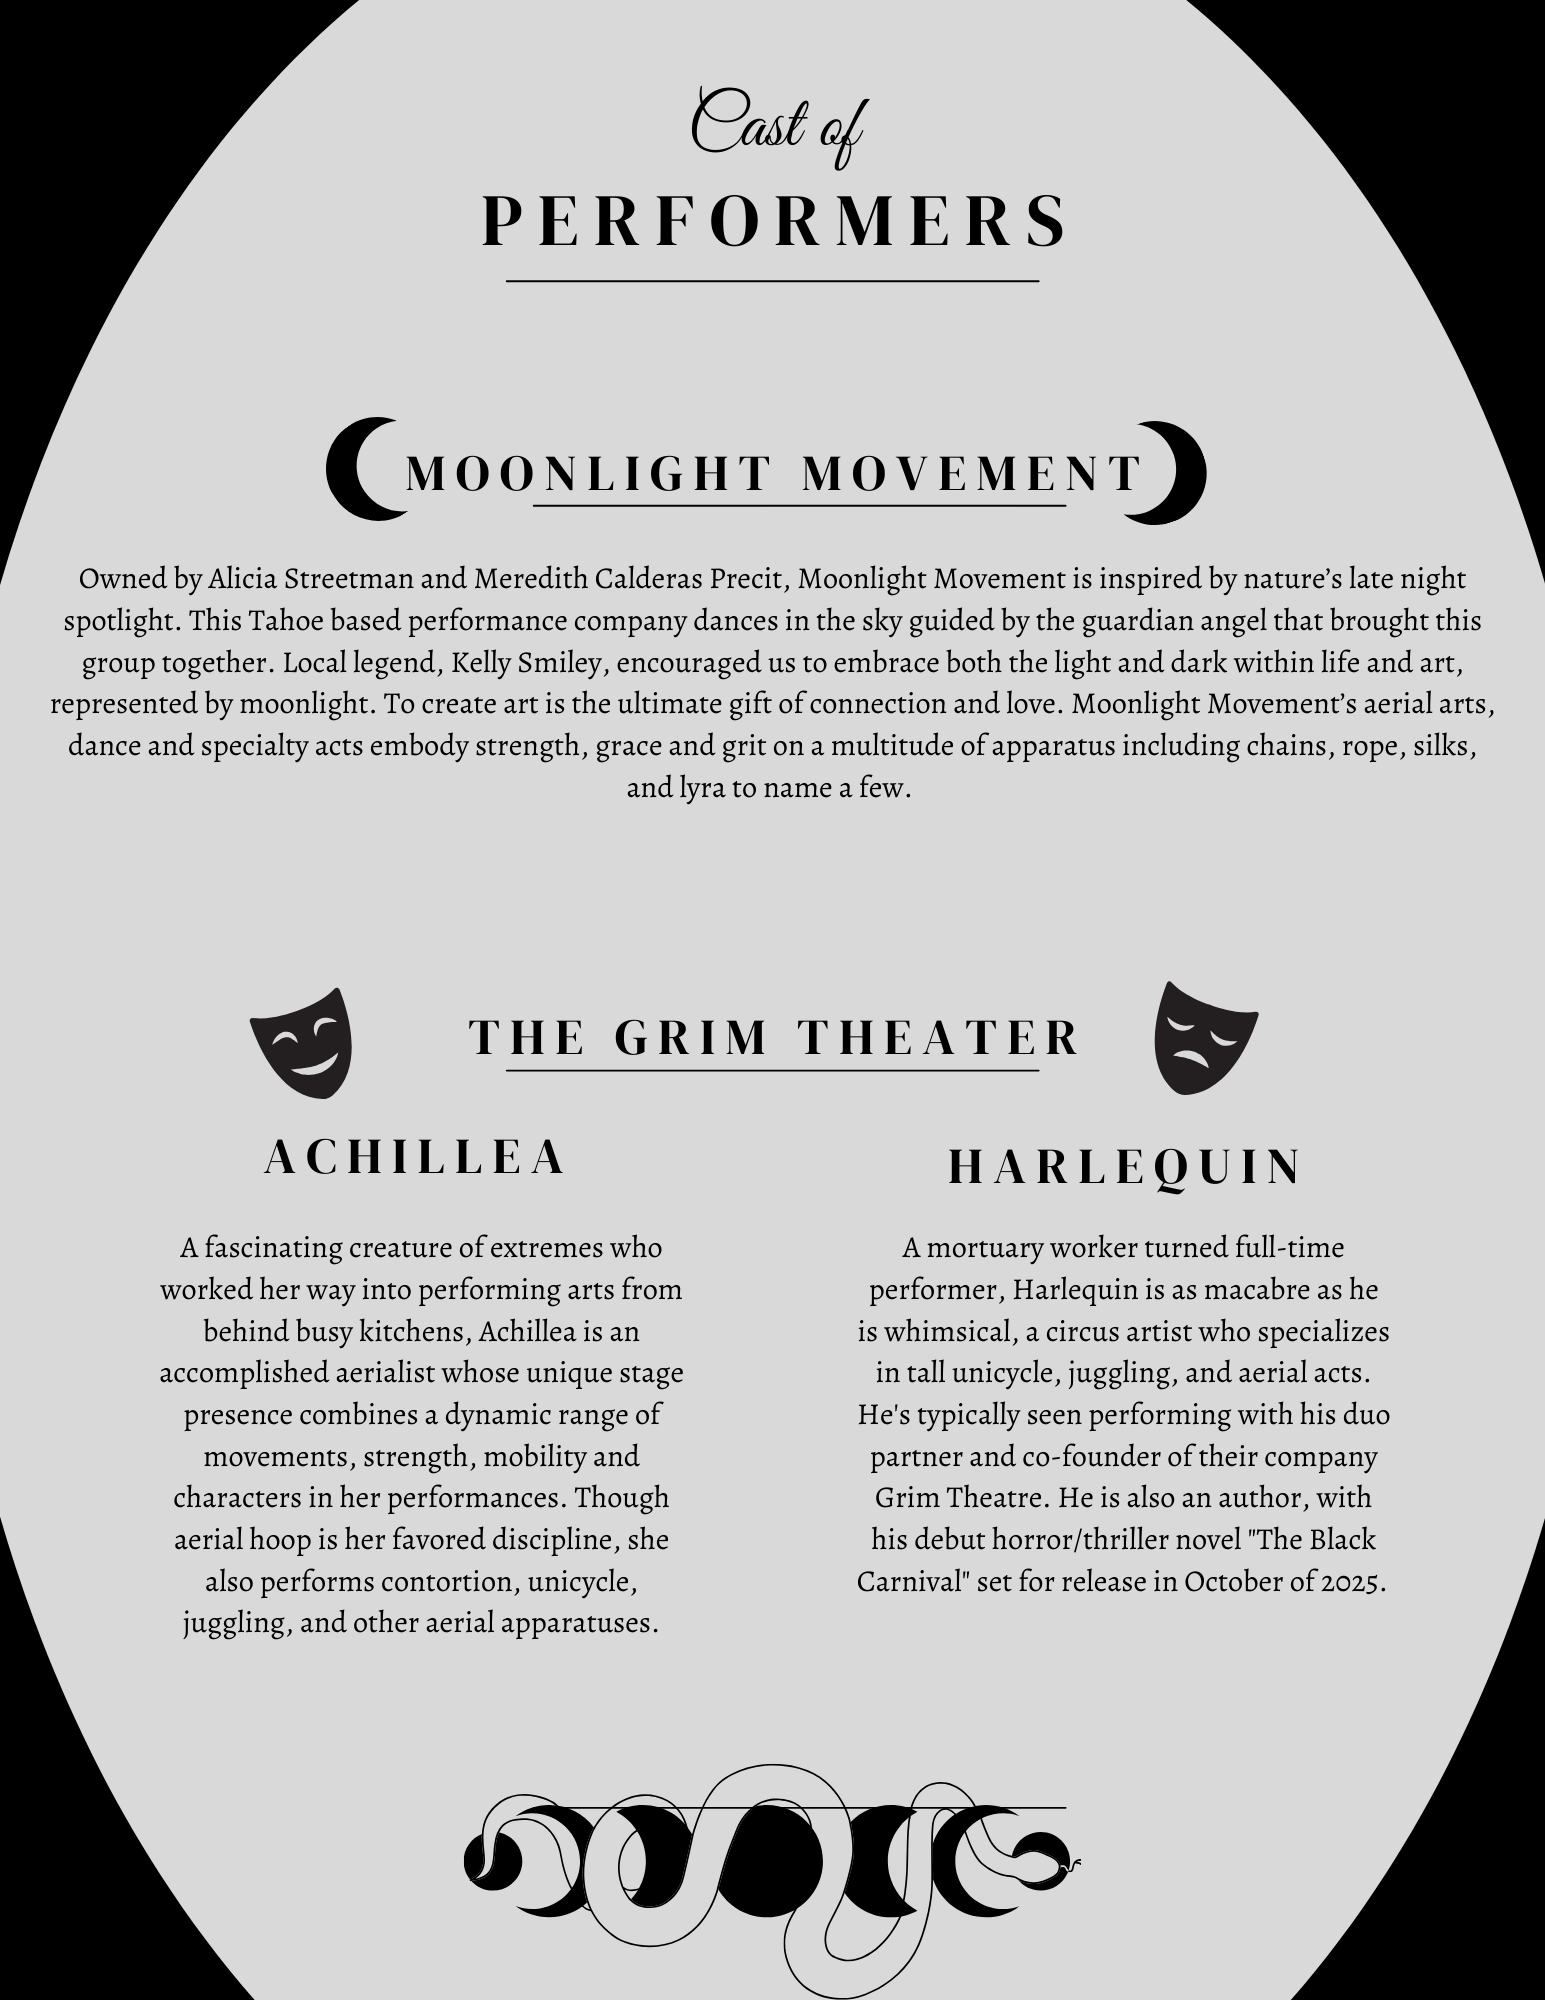 Cast of
PERFORMERS
MOONLIGHT MOVEMENT
Owned by Alicia Streetman and Meredith Calderas Precit, Moonlight Movement is inspired by nature’s late night
spotlight. This Tahoe based performance company dances in the sky guided by the guardian angel that brought this
group together. Local legend, Kelly Smiley, encouraged us to embrace both the light and dark within life and art,
represented by moonlight. To create art is the ultimate gift of connection and love. Moonlight Movement’s aerial arts,
dance and specialty acts embody strength, grace and grit on a multitude of apparatus including chains, rope, silks,
and lyra to name a few.
THE GRIM THEATER
ACHILLEA
A fascinating creature of extremes who
worked her way into performing arts from
behind busy kitchens, Achillea is an
accomplished aerialist whose unique stage
presence combines a dynamic range of
movements, strength, mobility and
characters in her performances. Though
aerial hoop is her favored discipline, she
also performs contortion, unicycle,
juggling, and other aerial apparatuses.
HARLEQUIN
A mortuary worker turned full-time
performer, Harlequin is as macabre as he
is whimsical, a circus artist who specializes
in tall unicycle, juggling, and aerial acts.
He's typically seen performing with his duo
partner and co-founder of their company
Grim Theatre. He is also an author, with
his debut horror/thriller novel "The Black
Carnival" set for release in October of 2025.